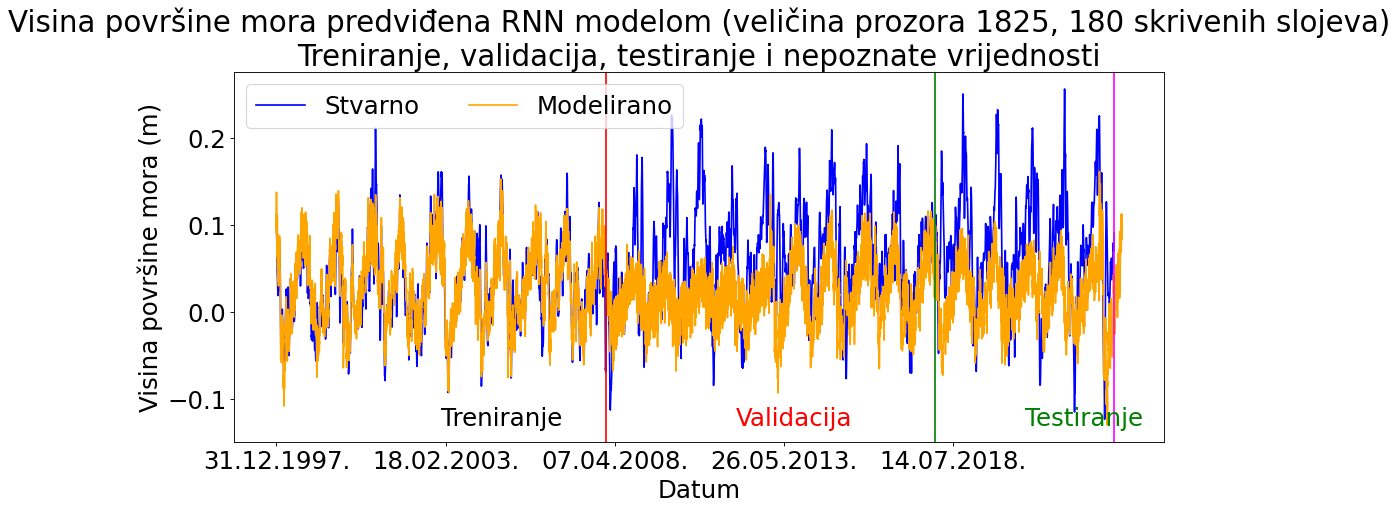 Visina površine mora predviđena RNN modelom (veličina prozora 1825, 180 skrivenih slojeva)
Treniranje, validacija, testiranje i nepoznate vrijednosti
Stvarno Modelirano
Visina površine mora (m)
0.2
0.1
0.0
−0.1
Treniranje Validacija Testiranje
31.12.1997. 18.02.2003. 07.04.2008. 26.05.2013. 14.07.2018.
Datum